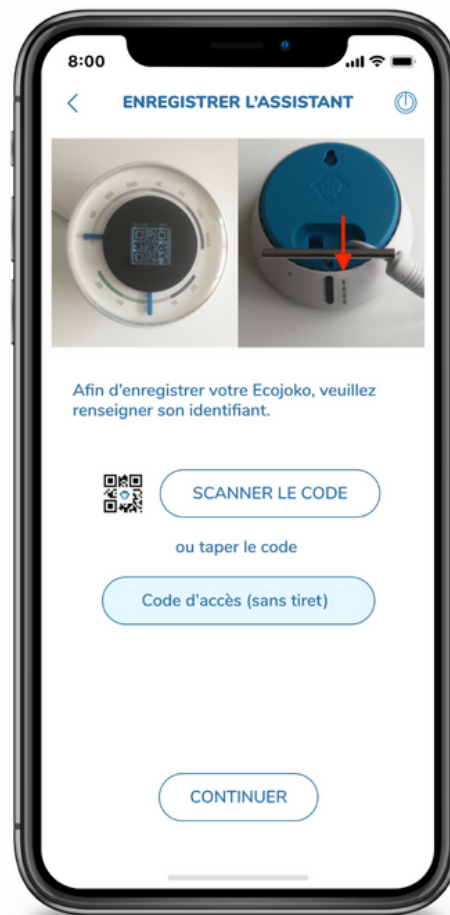 8:00
ENREGISTRER L'ASSISTANT
Afin d'enregistrer votre Ecojoko, veuillez
renseigner son identifiant.
SCANNER LE CODE
ou taper le code
Code d'accès (sans tiret)
CONTINUER